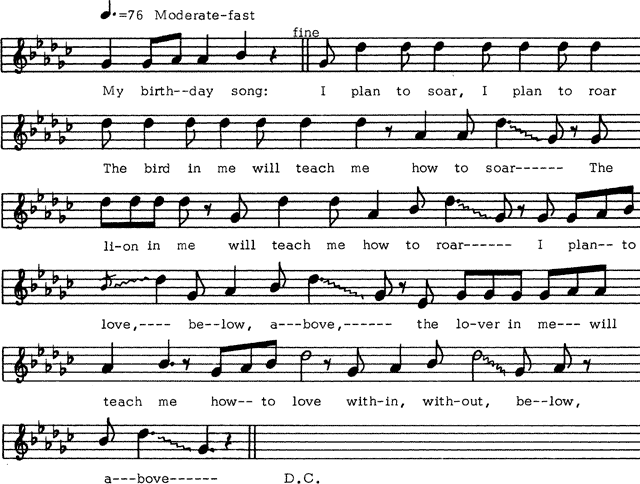 ♩.=76 Moderate-fast
fine
My birth--day song: I plan to soar, I plan to roar
The bird in me will teach me how to soar------ The
li-on in me will teach me how to roar------ I plan-- to
love,---- be--low, a---bove,------ the lo-ver in me--- will
teach me how-- to love with-in, with-out, be--low,
a---bove------ D.C.